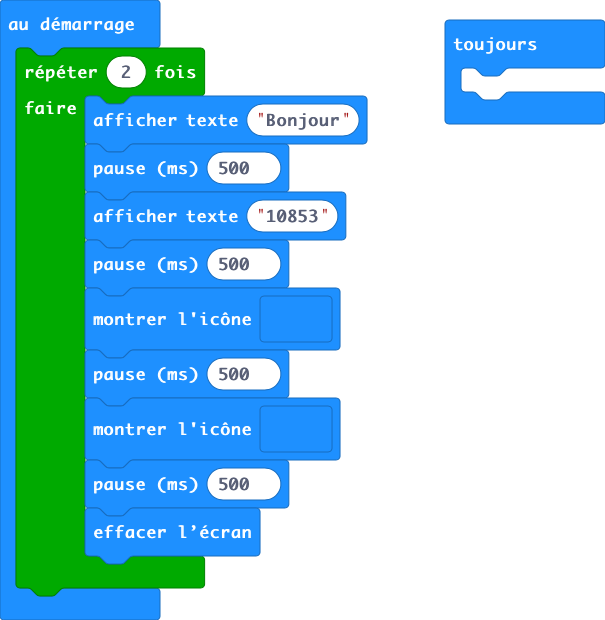 au démarrage
toujours
répéter 2 fois
faire
afficher texte "Bonjour"
pause (ms) 500
afficher texte "10853"
pause (ms) 500
montrer l'icône
pause (ms) 500
montrer l'icône
pause (ms) 500
effacer l’écran